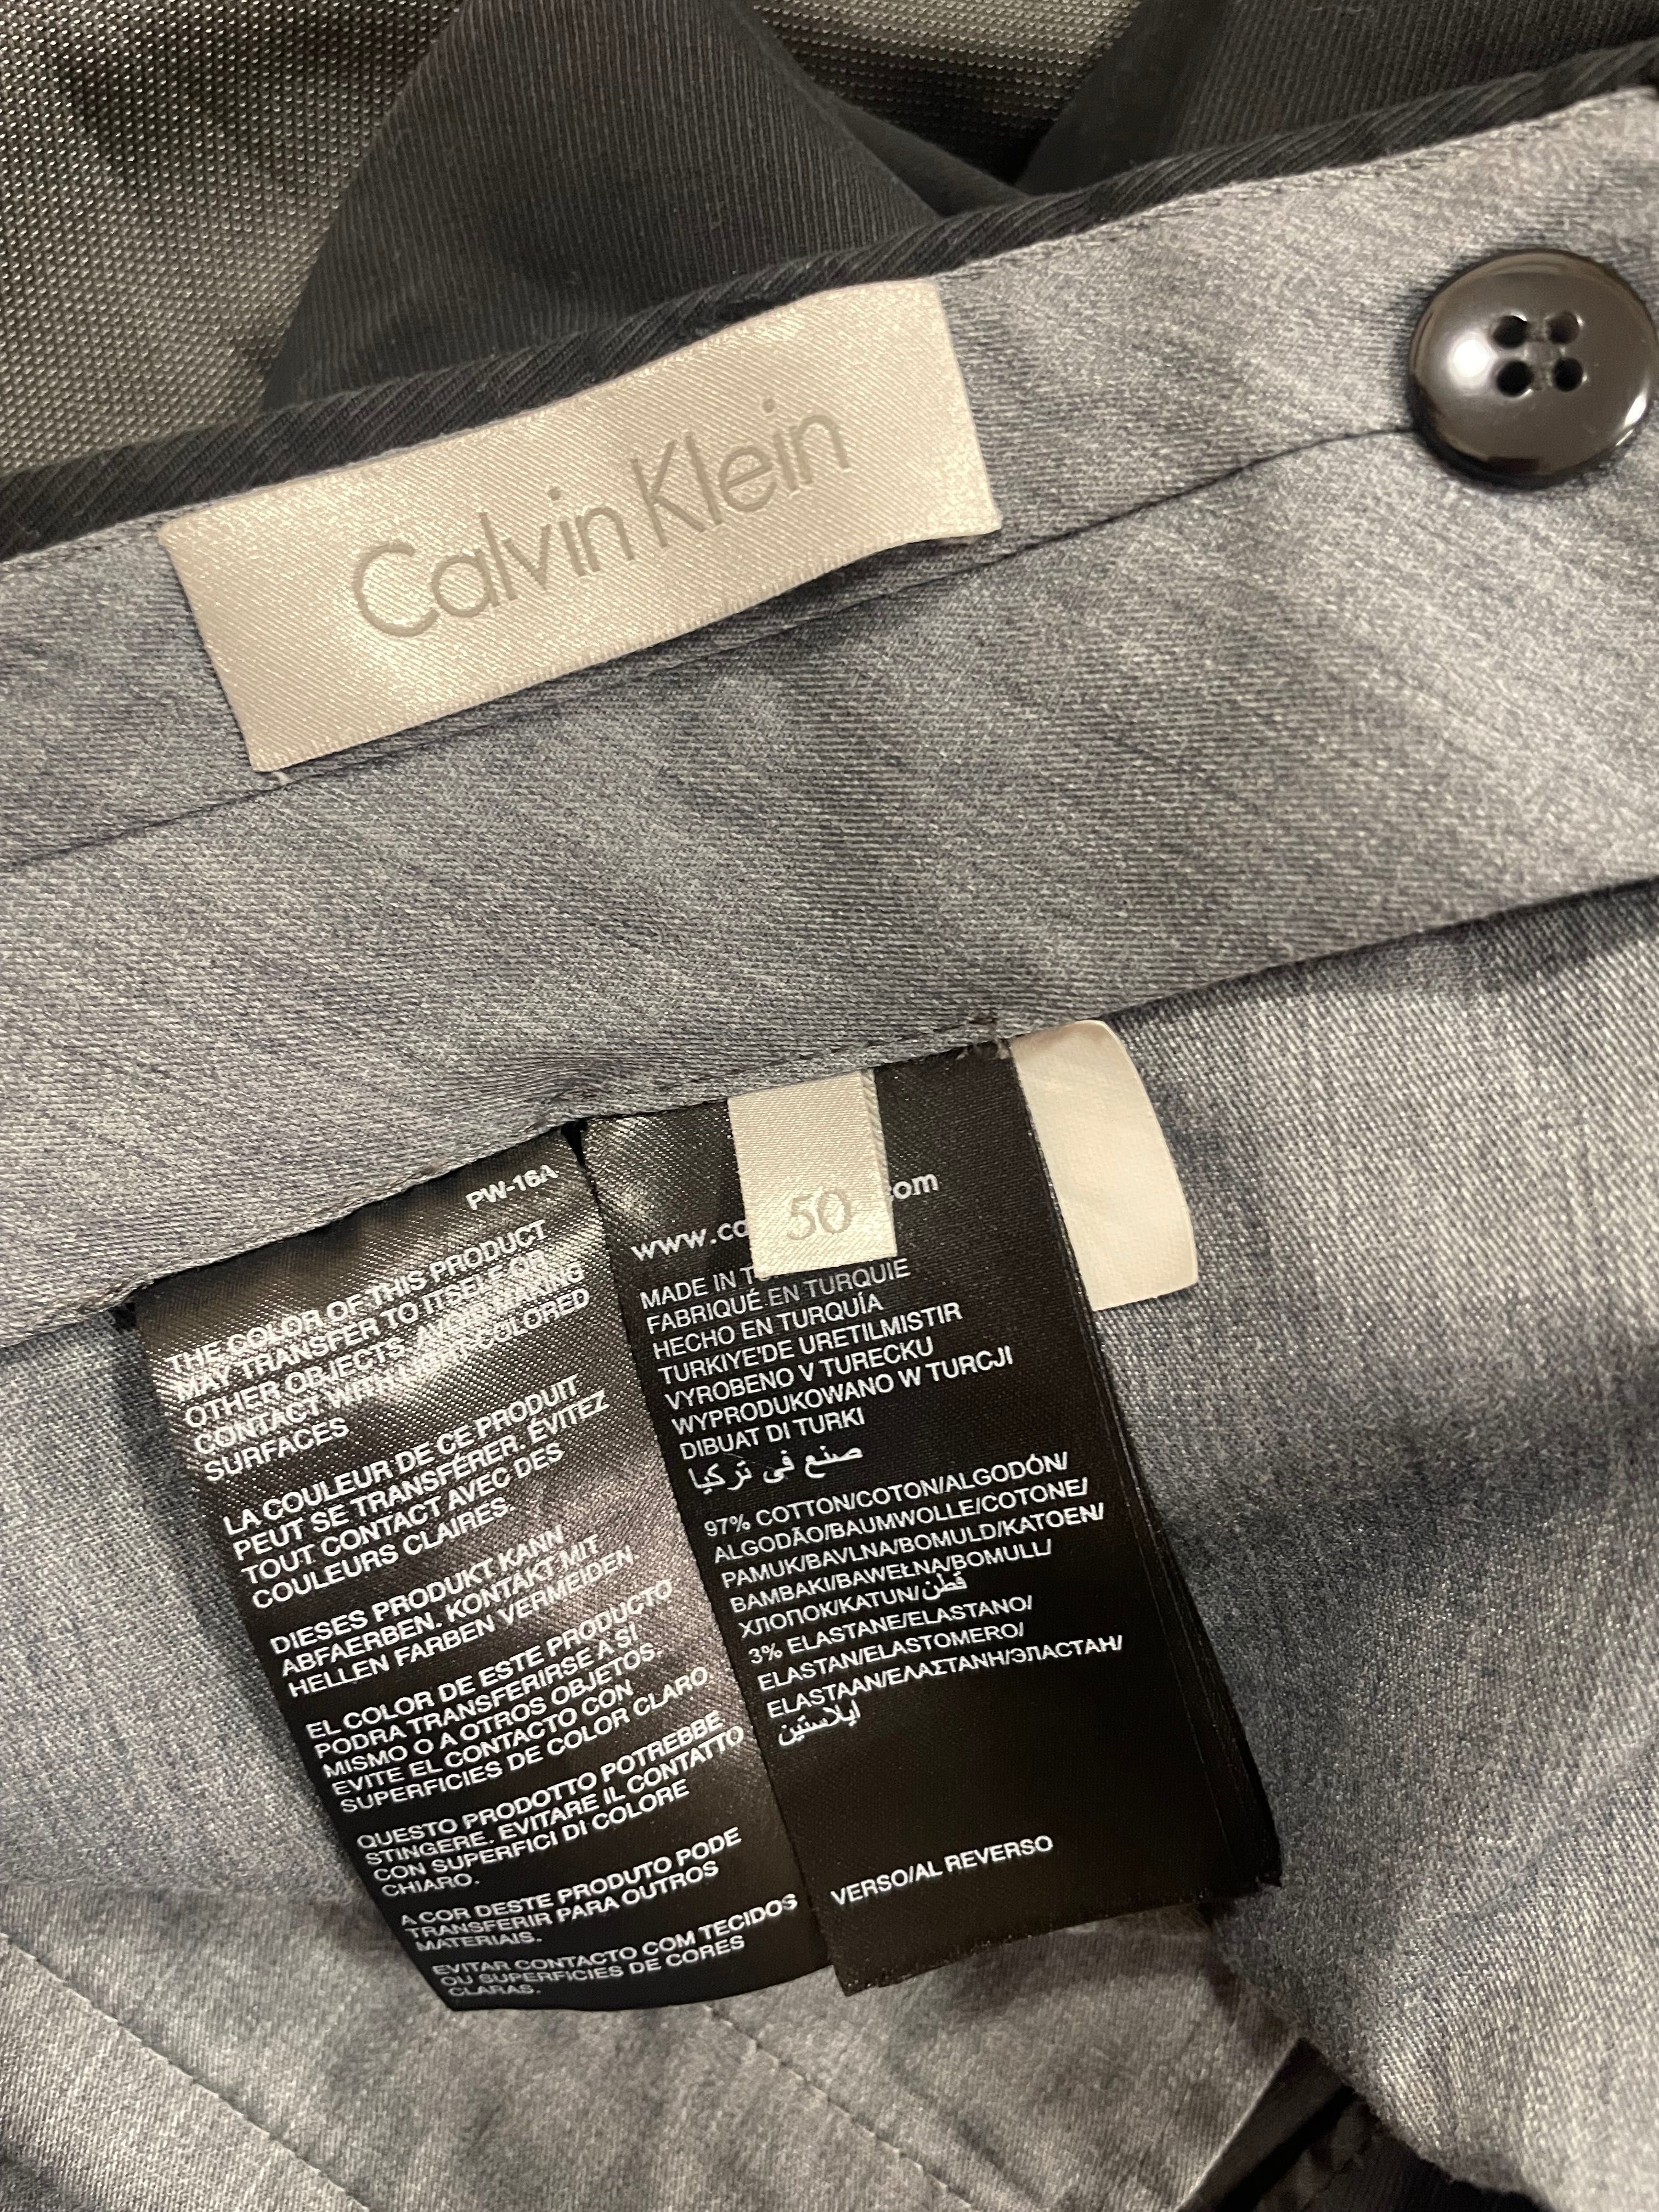 Calvin Klein
PW-16A
THE COLOR OF THIS PRODUCT
MAY TRANSFER TO ITSELF OR
OTHER OBJECTS. AVOID MAKING
CONTACT WITH LIGHT COLORED
SURFACES
LA COULEUR DE CE PRODUIT
PEUT SE TRANSFÉRER. ÉVITEZ
TOUT CONTACT AVEC DES
COULEURS CLAIRES.
DIESES PRODUKT KANN
ABFAERBEN. KONTAKT MIT
HELLEN FARBEN VERMEIDEN.
EL COLOR DE ESTE PRODUCTO
PODRA TRANSFERIRSE A SI
MISMO O A OTROS OBJETOS.
EVITE EL CONTACTO CON
SUPERFICIES DE COLOR CLARO
QUESTO PRODOTTO POTREBBE
STINGERE. EVITARE IL CONTATTO
CON SUPERFICI DI COLORE
CHIARO.
A COR DESTE PRODUTO PODE
TRANSFERIR PARA OUTROS
MATERIAIS.
EVITAR CONTACTO COM TECIDOS
OU SUPERFICIES DE CORES
CLARAS.
50
www.ca om
MADE IN T
FABRIQUÉ EN TURQUIE
HECHO EN TURQUÍA
TURKIYE'DE URETILMISTIR
VYROBENO V TURECKU
WYPRODUKOWANO W TURCJI
DIBUAT DI TURKI
صنع في تركيا
97% COTTON/COTON/ALGODÓN/
ALGODÃO/BAUMWOLLE/COTONE/
PAMUK/BAVLNA/BOMULD/KATOEN/
BAMBAKI/BAWEŁNA/BOMULL/
ХЛОПОК/KATUN/قطن
3% ELASTANE/ELASTANO/
ELASTAN/ELASTOMERO/
ELASTAAN/ΕΛΑΣΤΑΝΗ/ЭЛАСТАН/
ايلاستين
VERSO/AL REVERSO